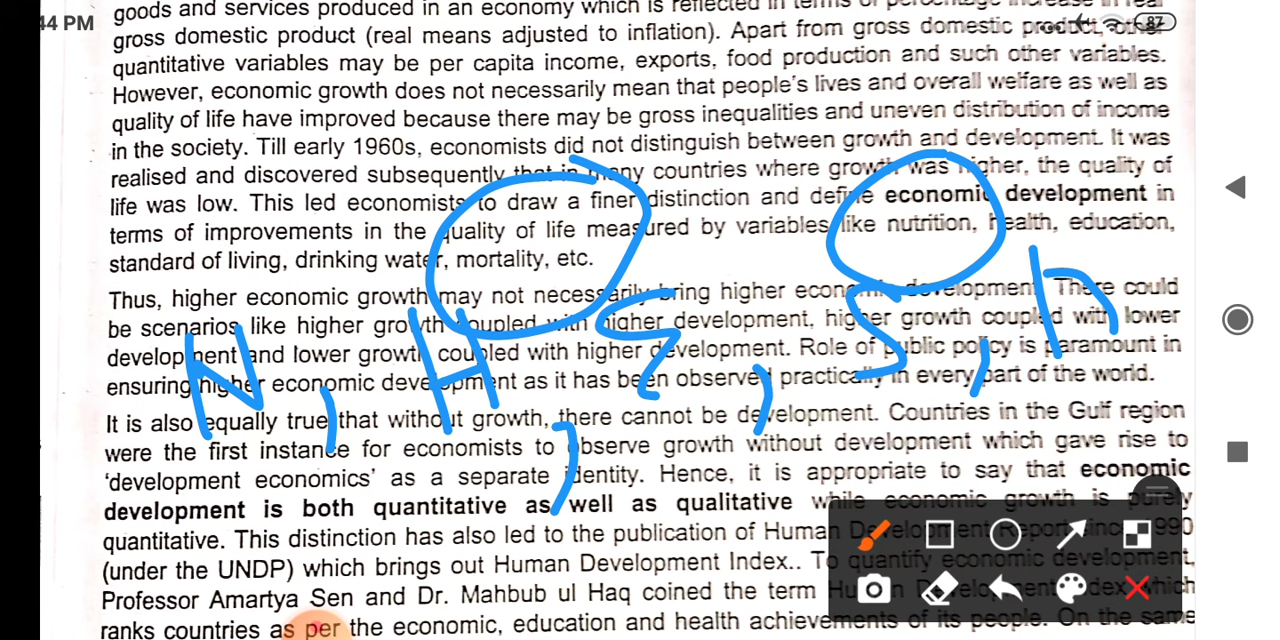 44 PM 87
goods and services produced in an economy which is reflected in terms of percentage increase in real
gross domestic product (real means adjusted to inflation). Apart from gross domestic product, other
quantitative variables may be per capita income, exports, food production and such other variables.
However, economic growth does not necessarily mean that people's lives and overall welfare as well as
quality of life have improved because there may be gross inequalities and uneven distribution of income
in the society. Till early 1960s, economists did not distinguish between growth and development. It was
realised and discovered subsequently that in many countries where growth was higher, the quality of
life was low. This led economists to draw a finer distinction and define economic development in
terms of improvements in the quality of life measured by variables like nutrition, health, education,
standard of living, drinking water, mortality, etc.
Thus, higher economic growth may not necessarily bring higher economic development. There could
be scenarios like higher growth coupled with higher development, higher growth coupled with lower
development and lower growth coupled with higher development. Role of public policy is paramount in
ensuring higher economic development as it has been observed practically in every part of the world.
N, H, S, h
It is also equally true that without growth, there cannot be development. Countries in the Gulf region
were the first instance for economists to observe growth without development which gave rise to
'development economics' as a separate identity. Hence, it is appropriate to say that economic
development is both quantitative as well as qualitative while economic growth is purely
quantitative. This distinction has also led to the publication of Human Development Report since 1990
(under the UNDP) which brings out Human Development Index.. To quantify economic development,
Professor Amartya Sen and Dr. Mahbub ul Haq coined the term Human Development Index which
ranks countries as per the economic, education and health achievements of its people. On the same